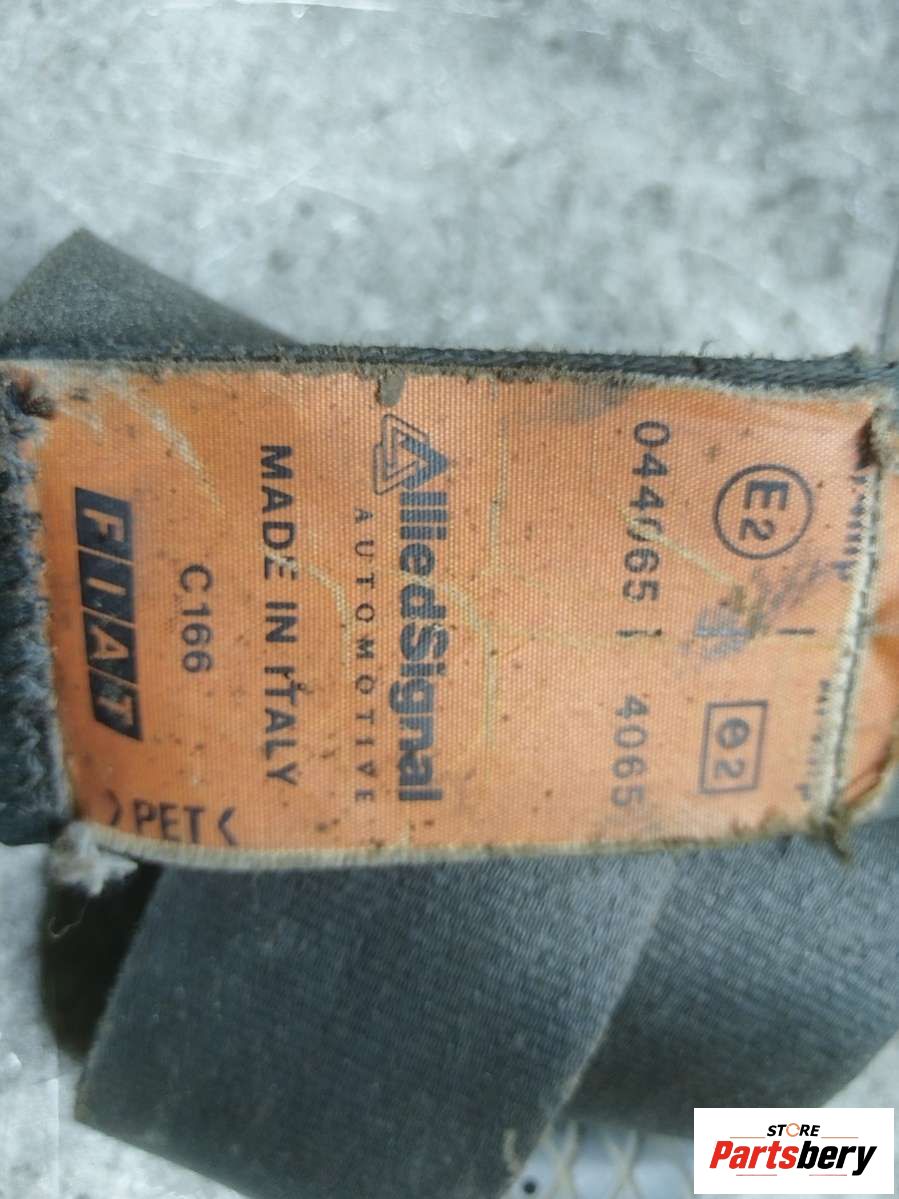 E2
e2
044065
4065
AlliedSignal
AUTOMOTIVE
MADE IN ITALY
C166
FIAT
>PET<
STORE
Partsbery